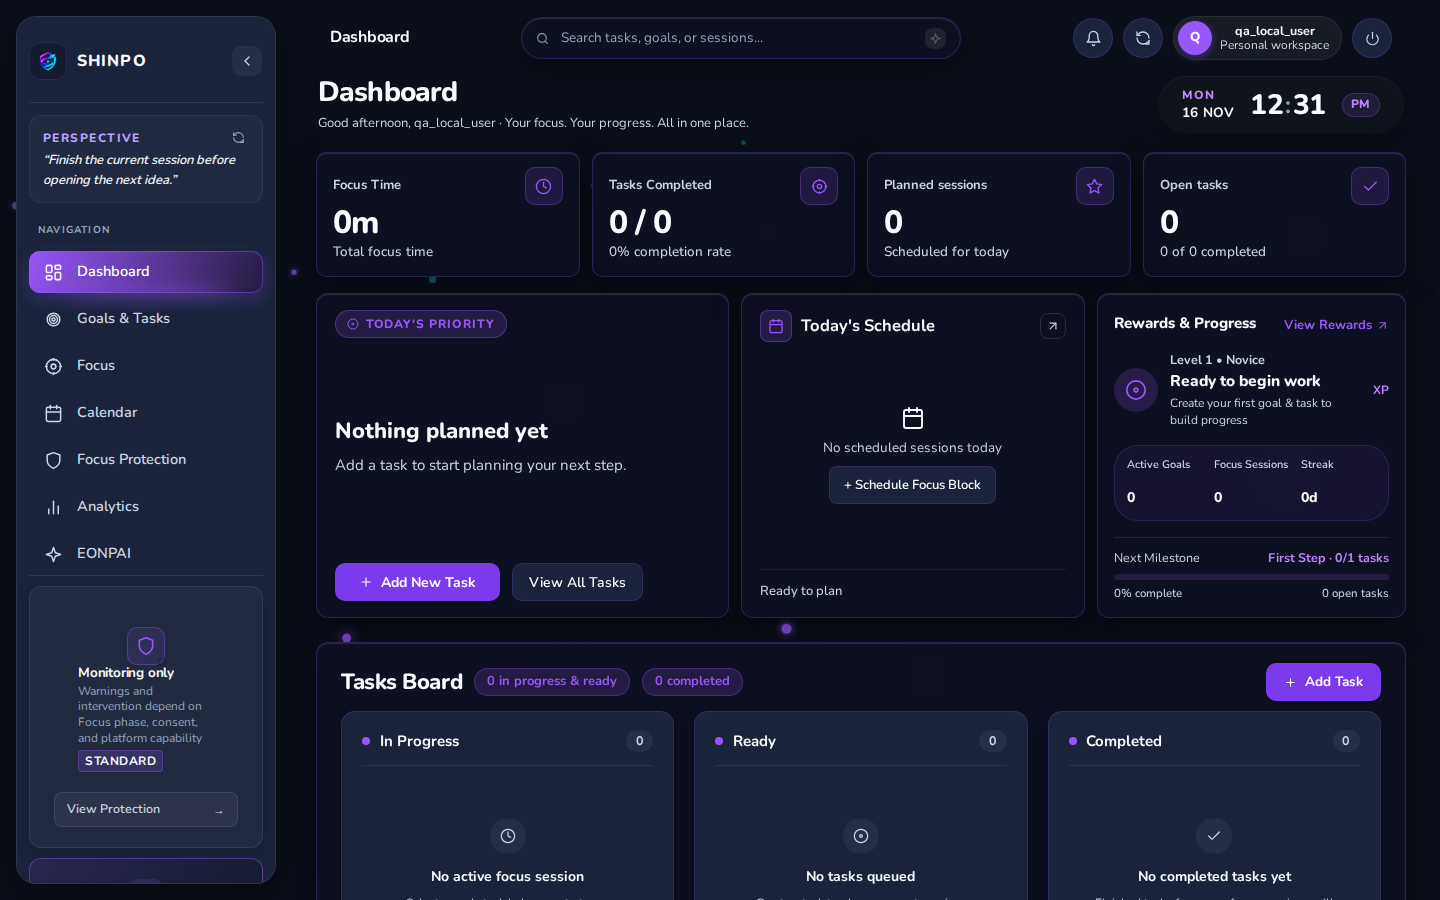 SHINPO
PERSPECTIVE
“Finish the current session before
opening the next idea.”
NAVIGATION
Dashboard
Goals & Tasks
Focus
Calendar
Focus Protection
Analytics
EONPAI
Monitoring only
Warnings and
intervention depend on
Focus phase, consent,
and platform capability
STANDARD
View Protection →
Dashboard
Search tasks, goals, or sessions...
Q
qa_local_user
Personal workspace
Dashboard
Good afternoon, qa_local_user · Your focus. Your progress. All in one place.
MON
16 NOV
12:31
PM
Focus Time
0m
Total focus time
Tasks Completed
0 / 0
0% completion rate
Planned sessions
0
Scheduled for today
Open tasks
0
0 of 0 completed
TODAY'S PRIORITY
Nothing planned yet
Add a task to start planning your next step.
+ Add New Task
View All Tasks
Today's Schedule
No scheduled sessions today
+ Schedule Focus Block
Ready to plan
Rewards & Progress
View Rewards
Level 1 • Novice
Ready to begin work
Create your first goal & task to
build progress
XP
Active Goals Focus Sessions Streak
0 0 0d
Next Milestone First Step · 0/1 tasks
0% complete 0 open tasks
Tasks Board
0 in progress & ready
0 completed
+ Add Task
In Progress 0
No active focus session
Ready 0
No tasks queued
Completed 0
No completed tasks yet